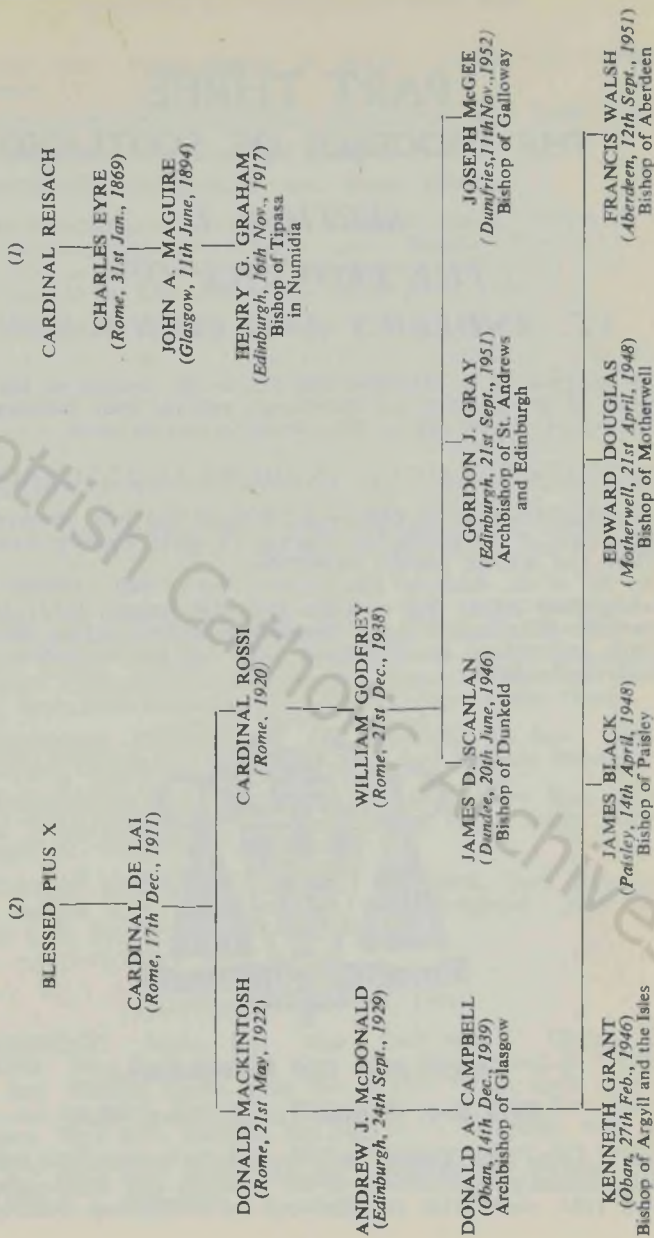 (1)
CARDINAL REISACH
CHARLES EYRE
(Rome, 31st Jan., 1869)
JOHN A. MAGUIRE
(Glasgow, 11th June, 1894)
HENRY G. GRAHAM
(Edinburgh, 16th Nov., 1917)
Bishop of Tipasa
in Numidia
(2)
BLESSED PIUS X
CARDINAL DE LAI
(Rome, 17th Dec., 1911)
DONALD MACKINTOSH
(Rome, 21st May, 1922)
CARDINAL ROSSI
(Rome. 1920)
ANDREW J. McDONALD
(Edinburgh, 24th Sept., 1929)
WILLIAM GODFREY
(Rome, 21st Dec., 1938)
DONALD A. CAMPBELL
(Oban, 14th Dec., 1939)
Archbishop of Glasgow
JAMES D. SCANLAN
(Dundee, 20th June, 1946)
Bishop of Dunkeld
GORDON J. GRAY
(Edinburgh, 21st Sept., 1951)
Archbishop of St. Andrews
and Edinburgh
JOSEPH McGEE
(Dumfries, 11th Nov., 1952)
Bishop of Galloway
KENNETH GRANT
(Oban, 27th Feb., 1946)
Bishop of Argyll and the Isles
JAMES BLACK
(Paisley, 14th April, 1948)
Bishop of Paisley
EDWARD DOUGLAS
(Motherwell, 21st April, 1948)
Bishop of Motherwell
FRANCIS WALSH
(Aberdeen, 12th Sept., 1951)
Bishop of Aberdeen
ottish Catholic Archives